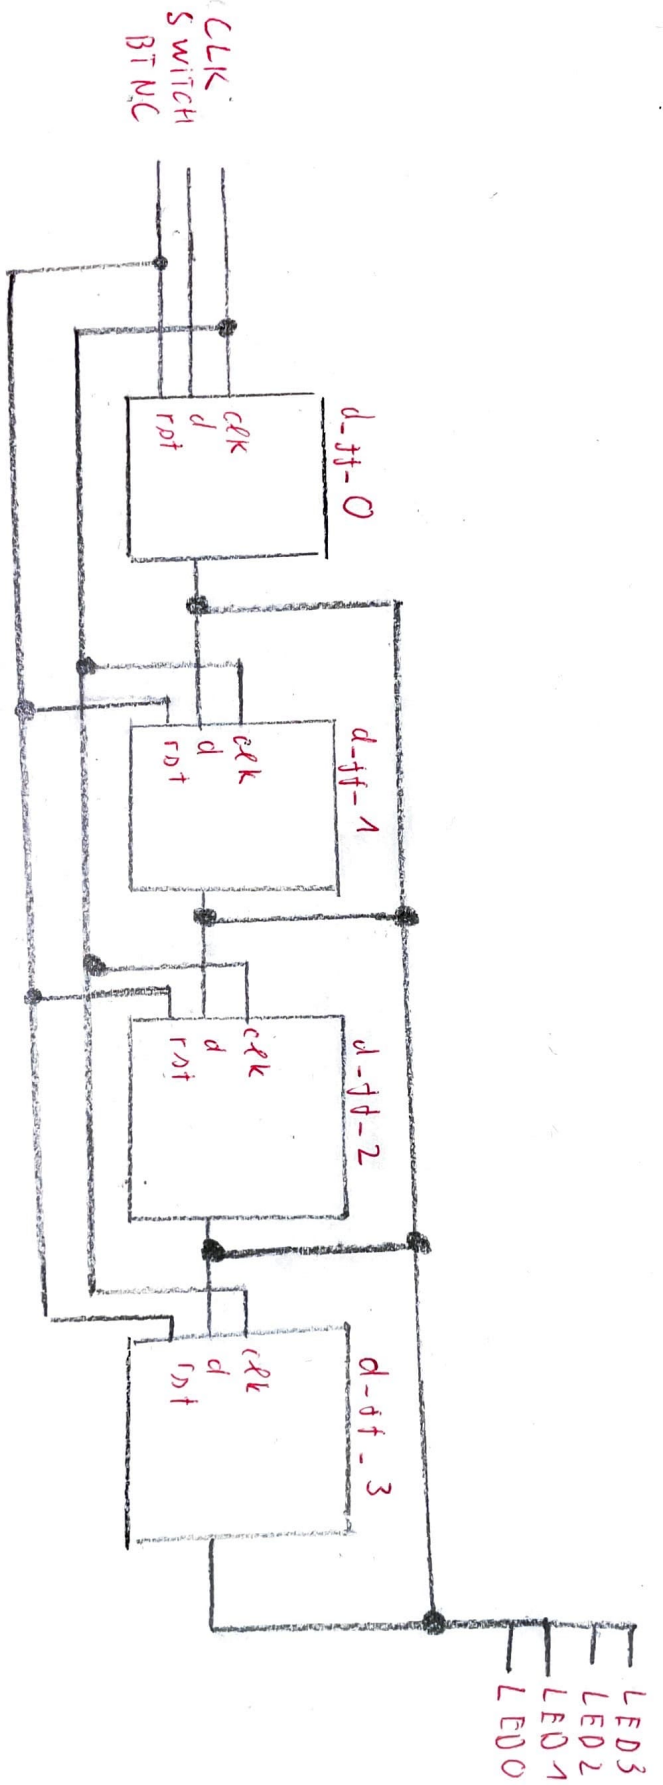 CLK
SWITCH
BTNC
d_ff_0
clk
d
rst
d_ff_1
clk
d
rst
d_ff_2
clk
d
rst
d_ff_3
clk
d
rst
LED3
LED2
LED1
LED0